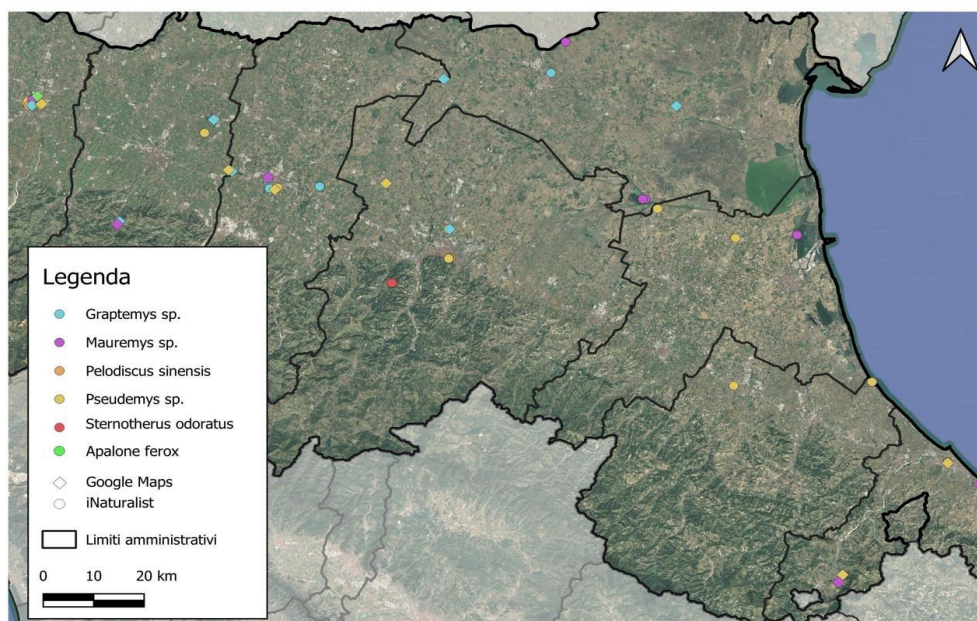 Legenda
Graptemys sp.
Mauremys sp.
Pelodiscus sinensis
Pseudemys sp.
Sternotherus odoratus
Apalone ferox
Google Maps
iNaturalist
Limiti amministrativi
0 10 20 km